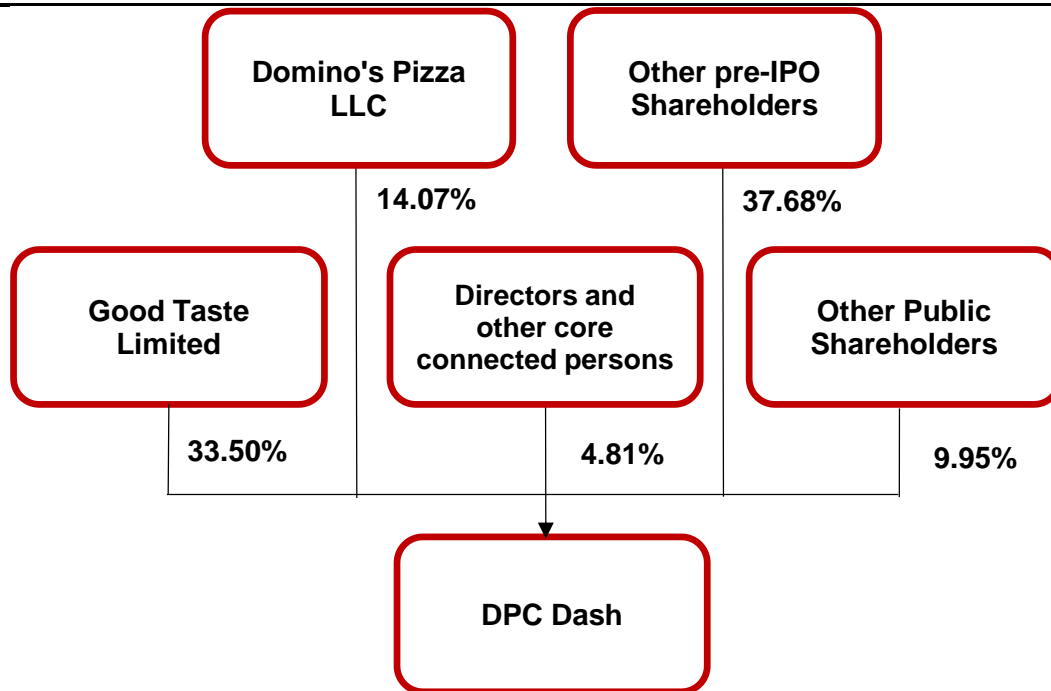 Domino's Pizza
LLC
Other pre-IPO
Shareholders
14.07%
37.68%
Good Taste
Limited
Directors and
other core
connected persons
Other Public
Shareholders
33.50%
4.81%
9.95%
DPC Dash